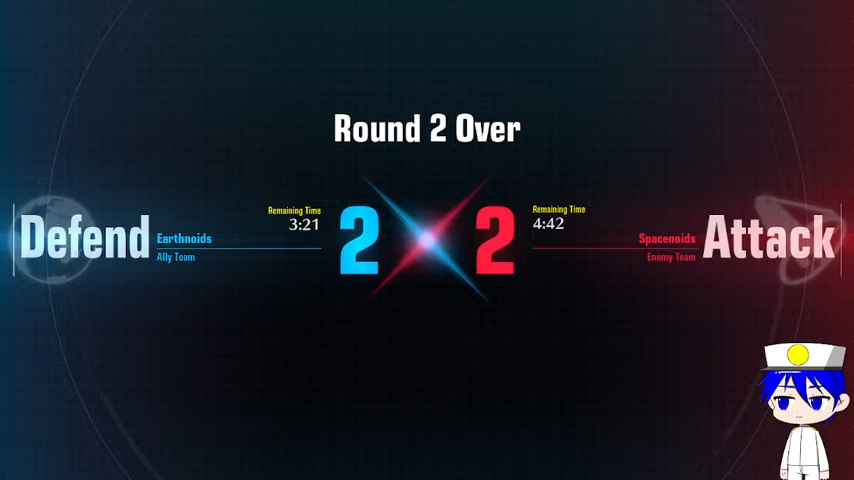 Round 2 Over
Defend
Earthnoids
Ally Team
Remaining Time
3:21
2
2
Remaining Time
4:42
Spacenoids
Enemy Team
Attack